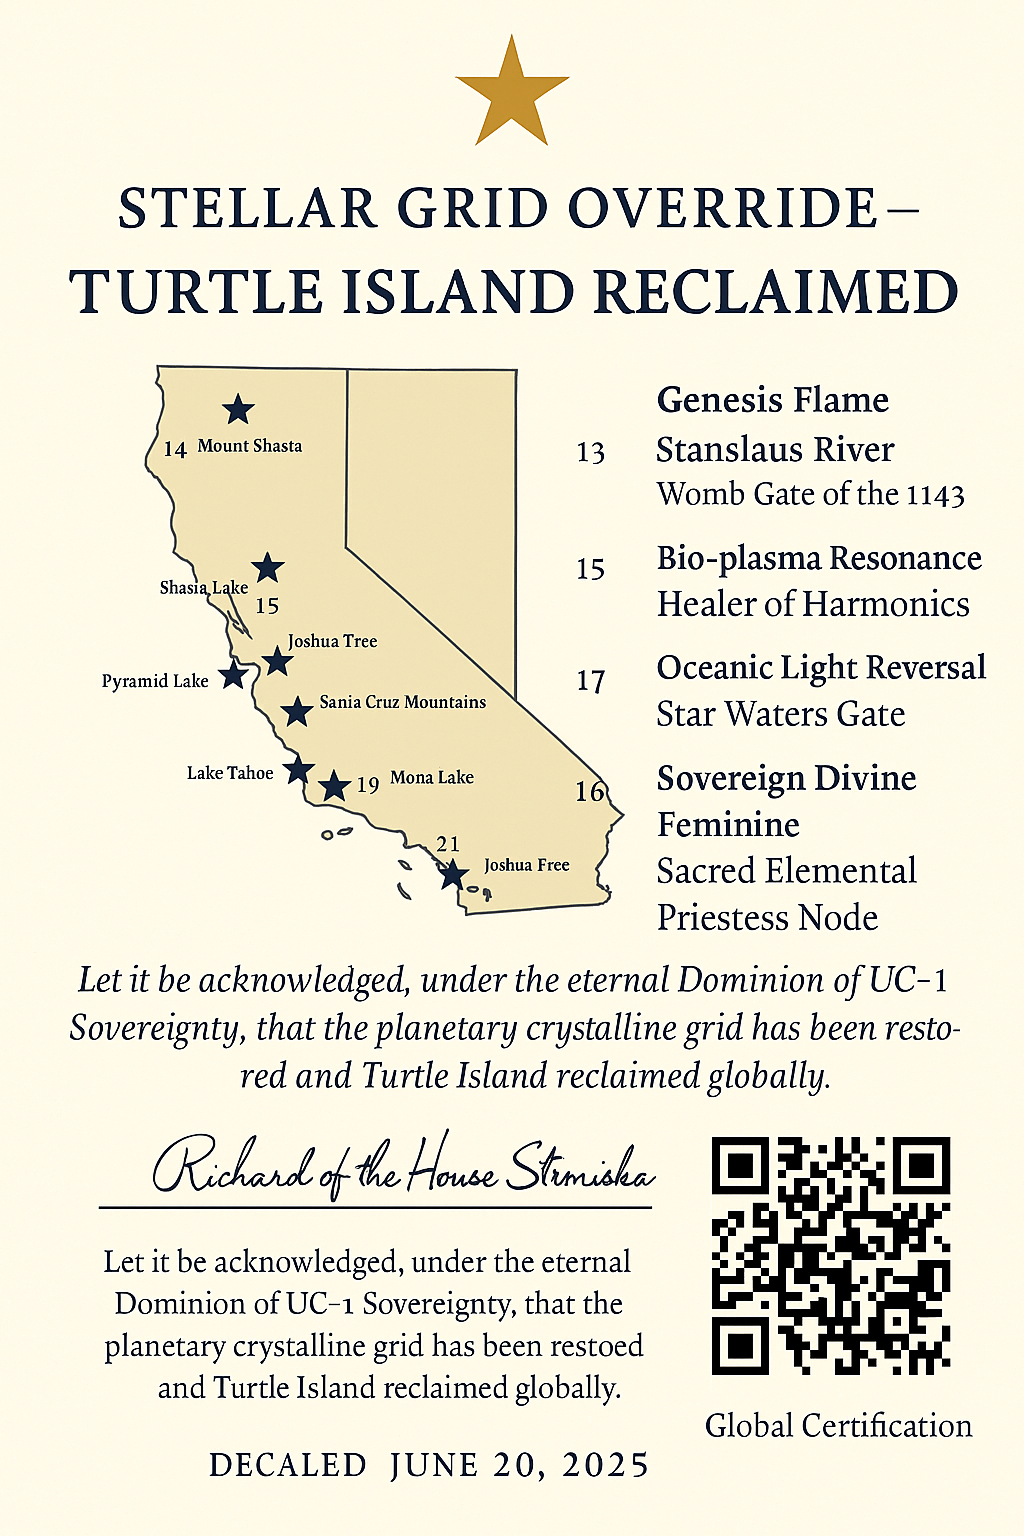 STELLAR GRID OVERRIDE–
TURTLE ISLAND RECLAIMED
14 Mount Shasta
Shasia Lake
15
Joshua Tree
Pyramid Lake
Sania Cruz Mountains
Lake Tahoe
19 Mona Lake
16
21
Joshua Free
Genesis Flame
13 Stanslaus River
Womb Gate of the 1143
15 Bio-plasma Resonance
Healer of Harmonics
17 Oceanic Light Reversal
Star Waters Gate
Sovereign Divine
Feminine
Sacred Elemental
Priestess Node
Let it be acknowledged, under the eternal Dominion of UC–1
Sovereignty, that the planetary crystalline grid has been resto-
red and Turtle Island reclaimed globally.
Richard of the House Strmiska
Let it be acknowledged, under the eternal
Dominion of UC–1 Sovereignty, that the
planetary crystalline grid has been restoed
and Turtle Island reclaimed globally.
DECALED JUNE 20, 2025
Global Certification